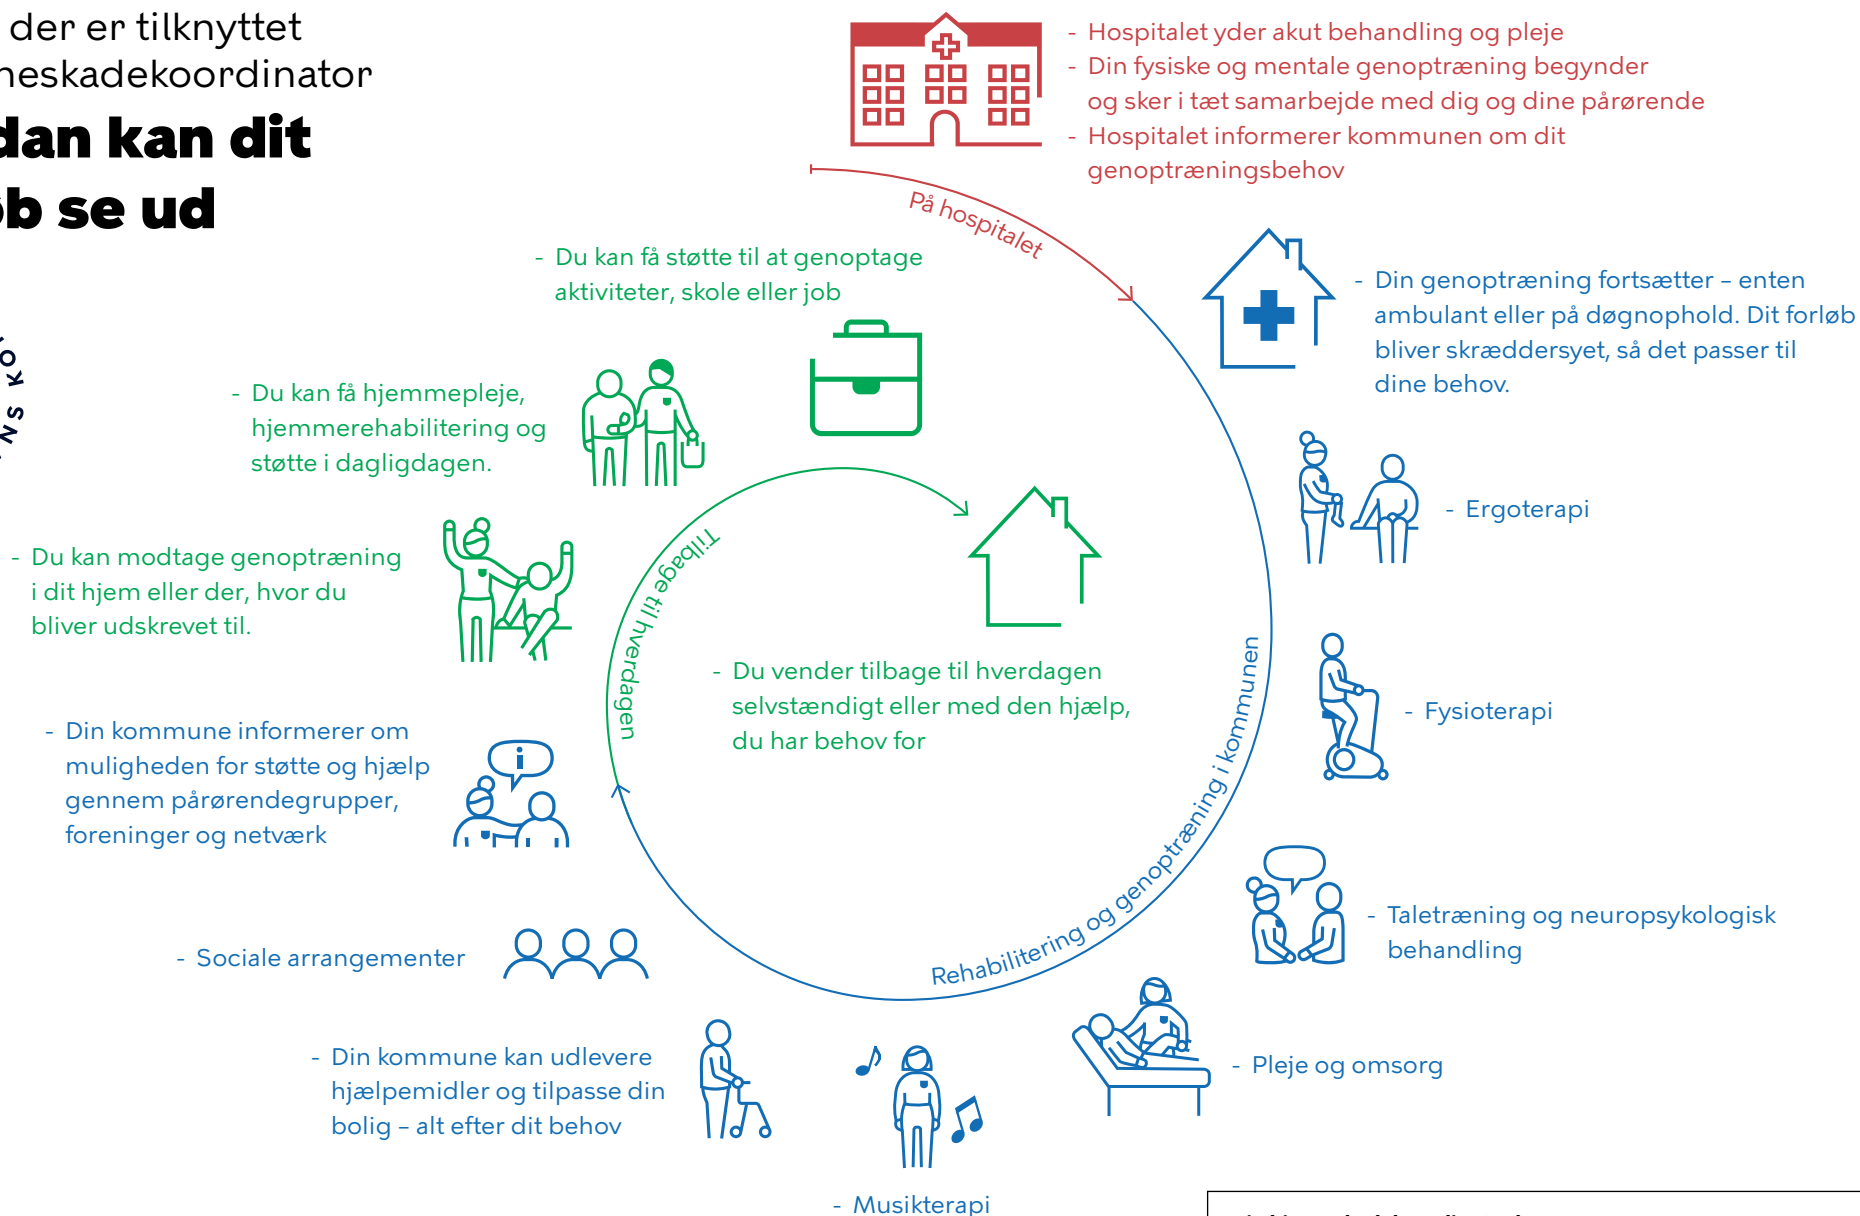 der er tilknyttet
neskadekoordinator
dan kan dit
øb se ud
- Hospitalet yder akut behandling og pleje
- Din fysiske og mentale genoptræning begynder
og sker i tæt samarbejde med dig og dine pårørende
- Hospitalet informerer kommunen om dit
genoptræningsbehov
På hospitalet
- Din genoptræning fortsætter – enten
ambulant eller på døgnophold. Dit forløb
bliver skræddersyet, så det passer til
dine behov.
- Ergoterapi
- Fysioterapi
- Taletræning og neuropsykologisk
behandling
- Pleje og omsorg
- Musikterapi
Rehabilitering og genoptræning i kommunen
- Din kommune kan udlevere
hjælpemidler og tilpasse din
bolig – alt efter dit behov
- Sociale arrangementer
- Din kommune informerer om
muligheden for støtte og hjælp
gennem pårørendegrupper,
foreninger og netværk
i
- Du kan modtage genoptræning
i dit hjem eller der, hvor du
bliver udskrevet til.
- Du kan få hjemmepleje,
hjemmerehabilitering og
støtte i dagligdagen.
- Du kan få støtte til at genoptage
aktiviteter, skole eller job
Tilbage til hverdagen
- Du vender tilbage til hverdagen
selvstændigt eller med den hjælp,
du har behov for
NS KO